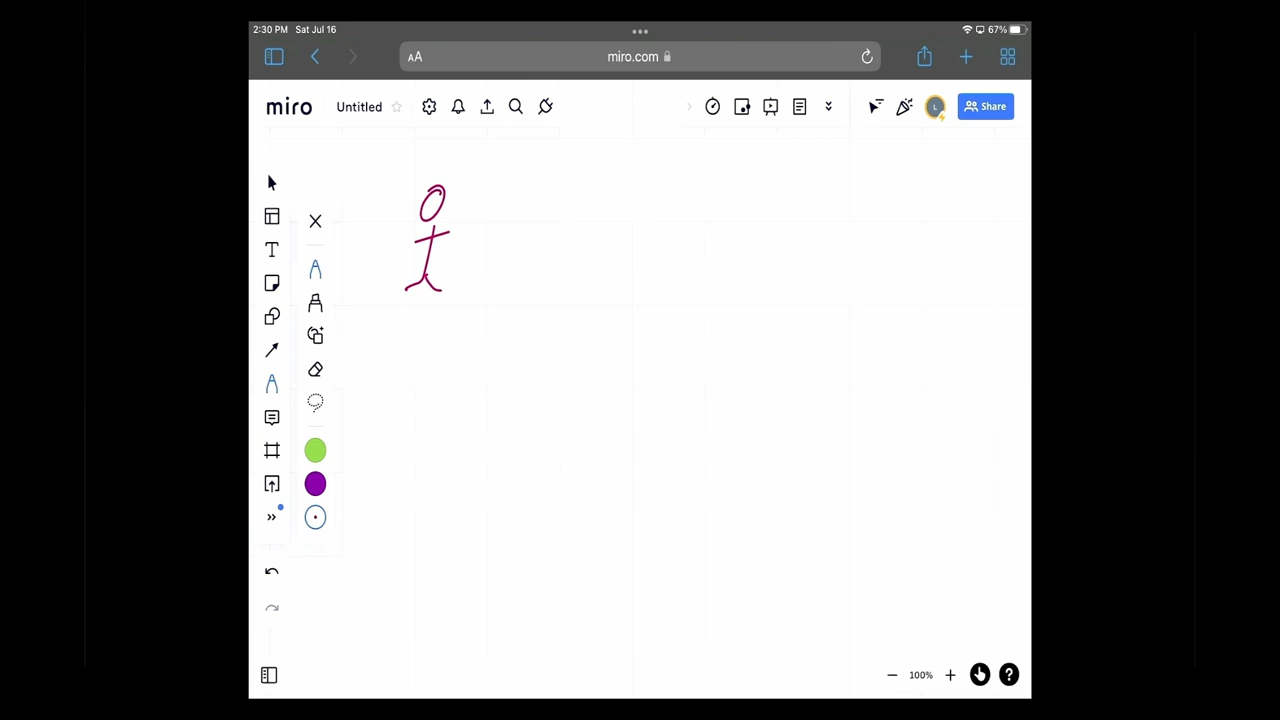 2:30 PM Sat Jul 16 67%
AA miro.com
miro Untitled L Share
T
100% ?